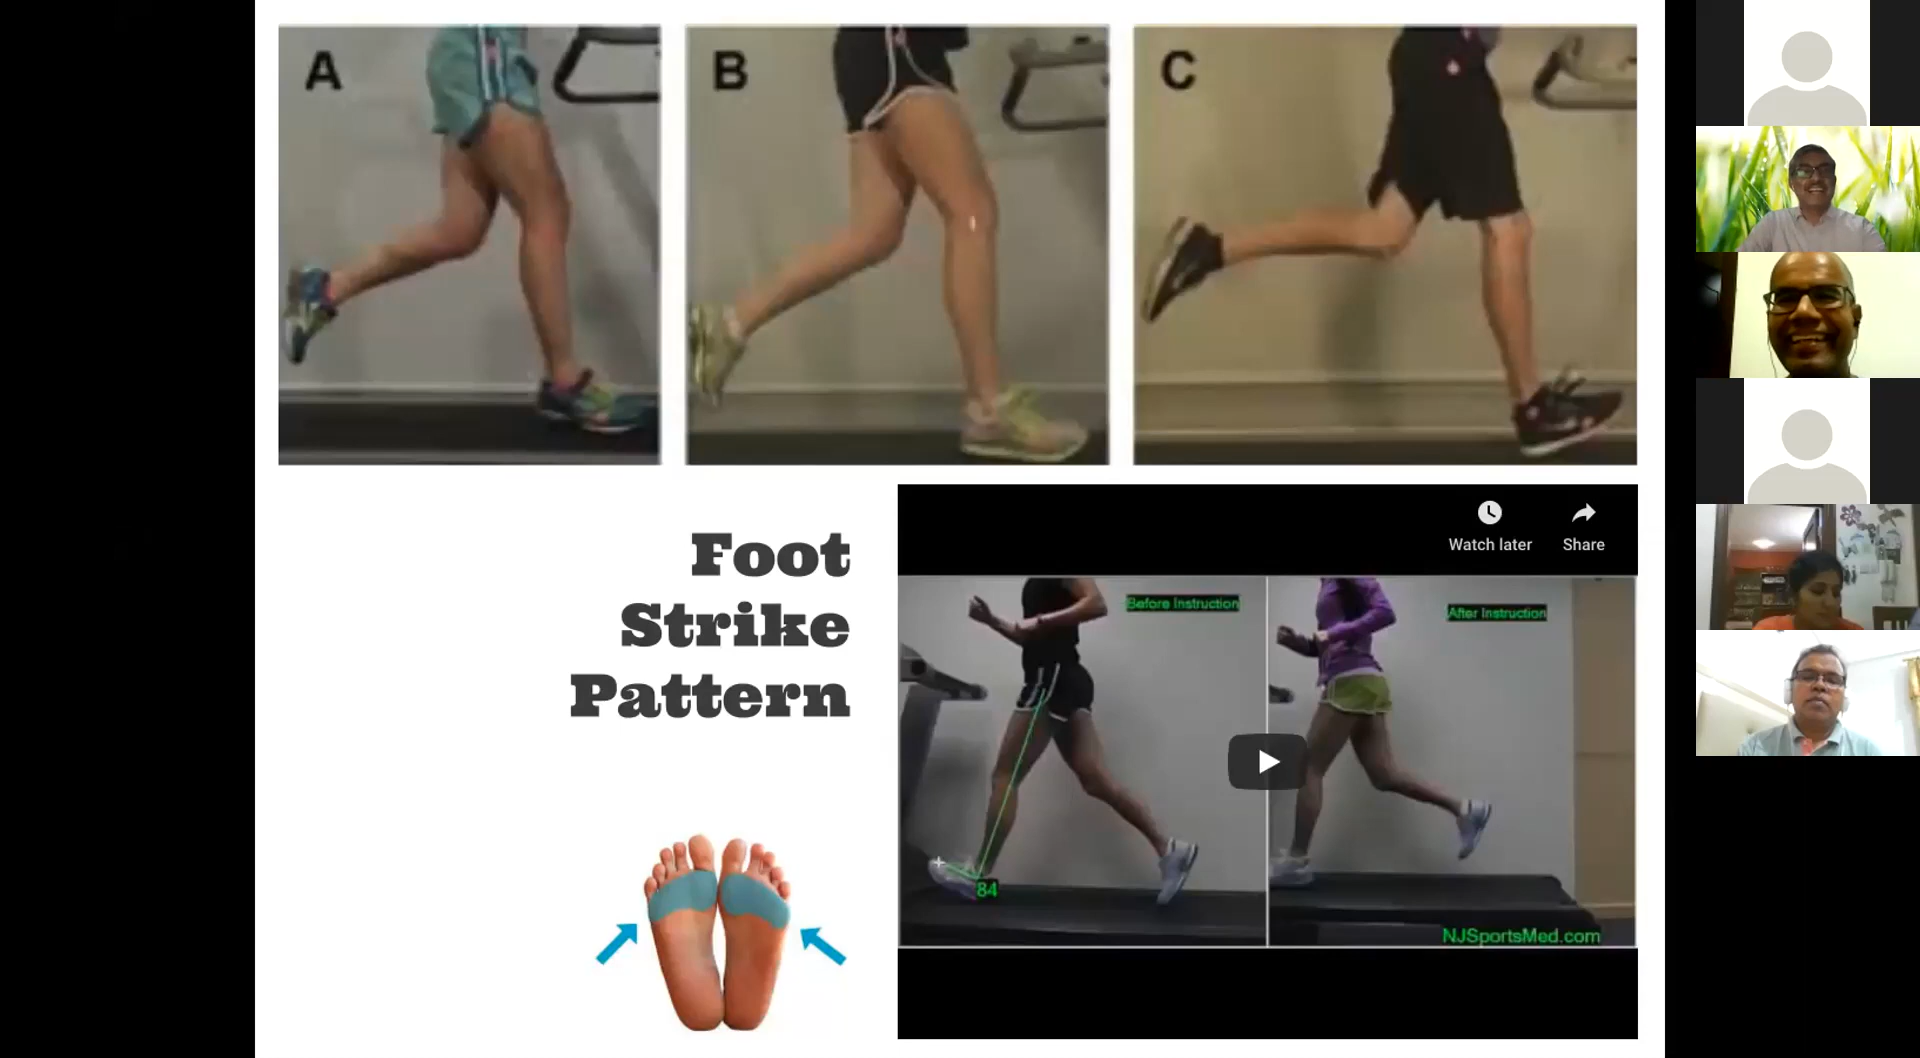 A
B
C
Foot
Strike
Pattern
Watch later
Share
Before Instruction
After Instruction
84
NJSportsMed.com